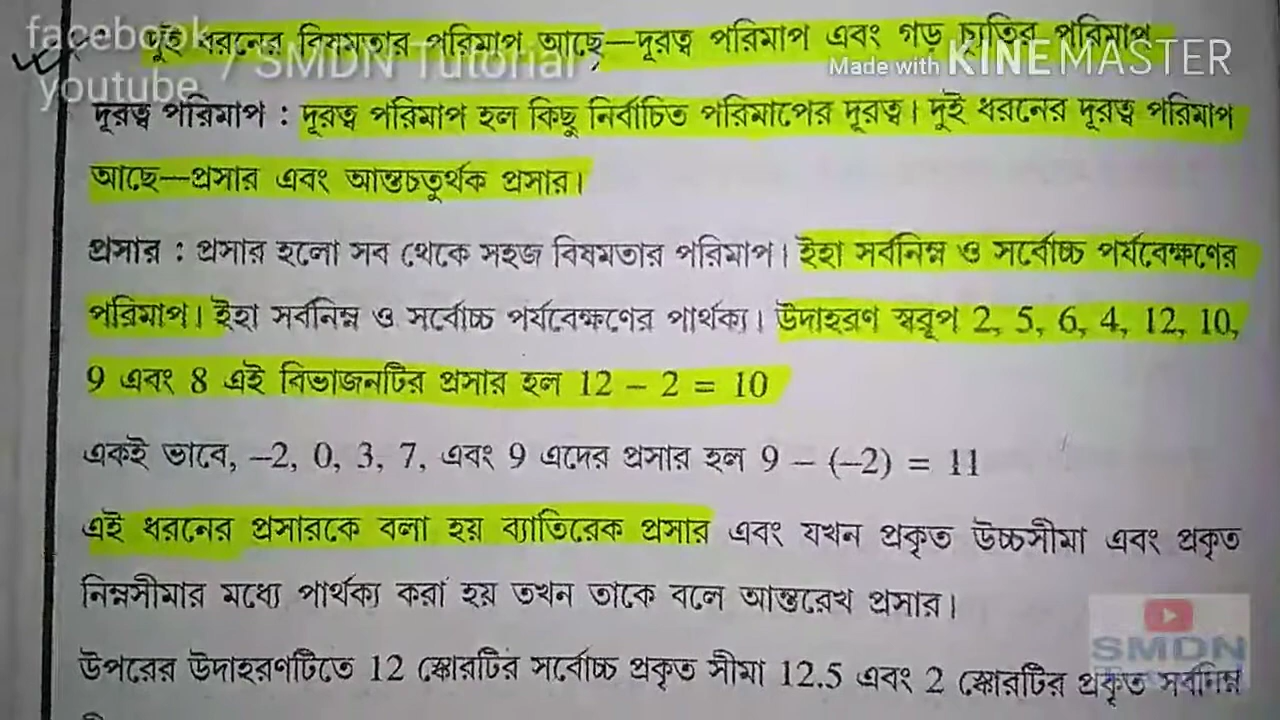 facebook
youtube / SMDN Tutorial
Made with KINEMASTER
দুই ধরনের বিষমতার পরিমাপ আছে—দূরত্ব পরিমাপ এবং গড় চ্যুতির পরিমাপ
দূরত্ব পরিমাপ : দূরত্ব পরিমাপ হল কিছু নির্বাচিত পরিমাপের দূরত্ব। দুই ধরনের দূরত্ব পরিমাপ
আছে—প্রসার এবং আন্তচতুর্থক প্রসার।
প্রসার : প্রসার হলো সব থেকে সহজ বিষমতার পরিমাপ। ইহা সর্বনিম্ন ও সর্বোচ্চ পর্যবেক্ষণের
পরিমাপ। ইহা সর্বনিম্ন ও সর্বোচ্চ পর্যবেক্ষণের পার্থক্য। উদাহরণ স্বরূপ 2, 5, 6, 4, 12, 10,
9 এবং 8 এই বিভাজনটির প্রসার হল 12 – 2 = 10
একই ভাবে, –2, 0, 3, 7, এবং 9 এদের প্রসার হল 9 – (–2) = 11
এই ধরনের প্রসারকে বলা হয় ব্যাতিরেক প্রসার এবং যখন প্রকৃত উচ্চসীমা এবং প্রকৃত
নিম্নসীমার মধ্যে পার্থক্য করা হয় তখন তাকে বলে আন্তরেখ প্রসার।
উপরের উদাহরণটিতে 12 স্কোরটির সর্বোচ্চ প্রকৃত সীমা 12.5 এবং 2 স্কোরটির প্রকৃত সর্বনিম্ন
SMDN